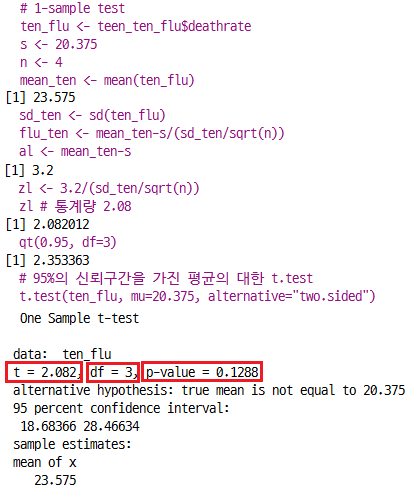 # 1-sample test
ten_flu <- teen_ten_flu$deathrate
s <- 20.375
n <- 4
mean_ten <- mean(ten_flu)
[1] 23.575
sd_ten <- sd(ten_flu)
flu_ten <- mean_ten-s/(sd_ten/sqrt(n))
al <- mean_ten-s
[1] 3.2
zl <- 3.2/(sd_ten/sqrt(n))
zl # 통계량 2.08
[1] 2.082012
qt(0.95, df=3)
[1] 2.353363
# 95%의 신뢰구간을 가진 평균의 대한 t.test
t.test(ten_flu, mu=20.375, alternative="two.sided")
One Sample t-test
data: ten_flu
t = 2.082, df = 3, p-value = 0.1288
alternative hypothesis: true mean is not equal to 20.375
95 percent confidence interval:
18.68366 28.46634
sample estimates:
mean of x
23.575